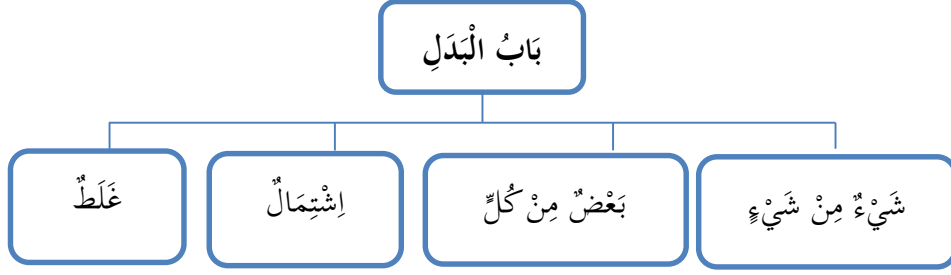 بَابُ الْبَدَلِ
شَيْءٌ مِنْ شَيْءٍ
بَعْضٌ مِنْ كُلٍّ
اِشْتِمَالٌ
غَلَطٌ